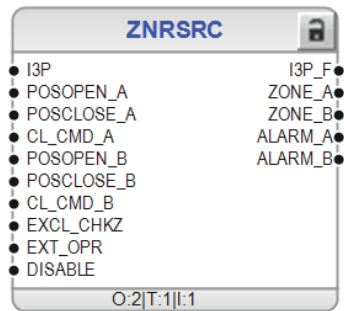 ZNRSRC
I3P I3P_F
POSOPEN_A ZONE_A
POSCLOSE_A ZONE_B
CL_CMD_A ALARM_A
POSOPEN_B ALARM_B
POSCLOSE_B
CL_CMD_B
EXCL_CHKZ
EXT_OPR
DISABLE
O:2|T:1|I:1